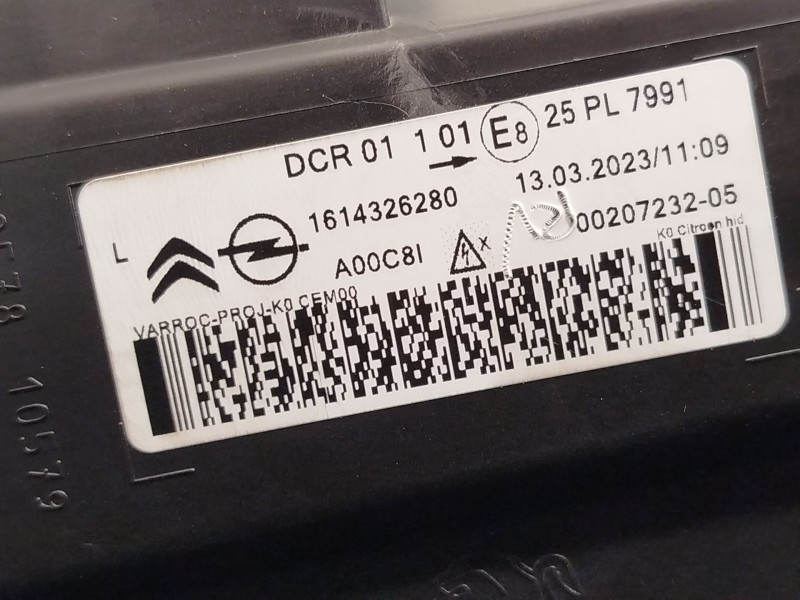 DCR 01 1 01 E8 25 PL 7991
13.03.2023/11:09
L
1614326280
00207232-05
A00C8I
X
K0 Citroen hid
VARROC-PROJ-K0 CEM00
10578 10579